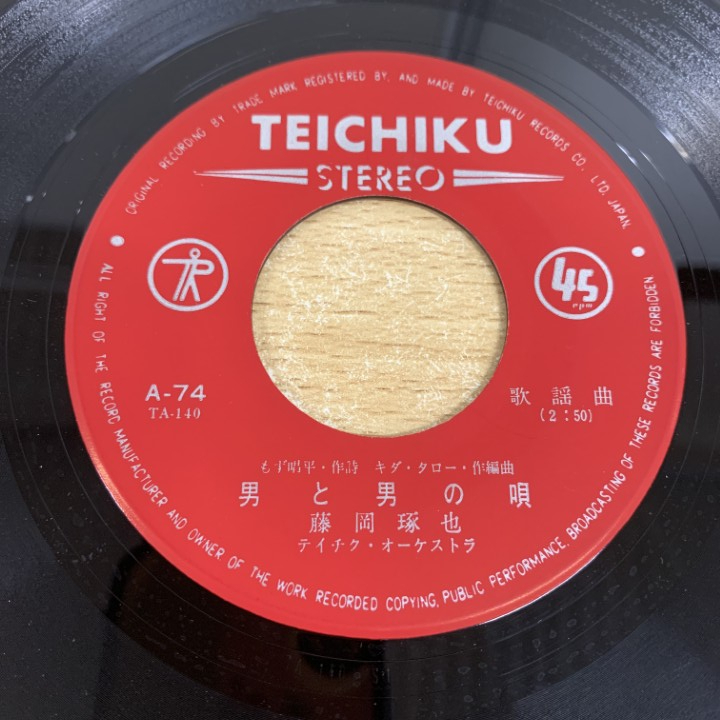 ORIGINAL RECORDING BY TRADE MARK REGISTERED BY, AND MADE BY TEICHIKU RECORDS CO., LTD. JAPAN.
TEICHIKU
STEREO
45
rpm
A-74
TA-140
歌謡曲
(2:50)
もず唱平・作詩 キダ・タロー・作編曲
男と男の唄
藤岡琢也
テイチク・オーケストラ
ALL RIGHT OF THE RECORD MANUFACTURER AND OWNER OF THE WORK RECORDED COPYING, PUBLIC PERFORMANCE, BROADCASTING OF THESE RECORDS ARE FORBIDDEN.